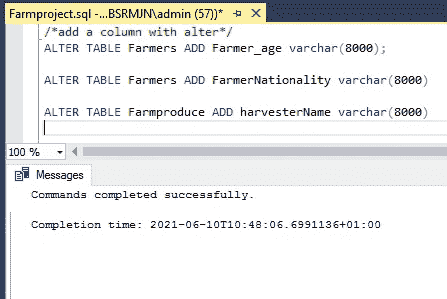 Farmproject.sql -...BSRMJN\admin (57))*
/*add a column with alter*/
ALTER TABLE Farmers ADD Farmer_age varchar(8000);
ALTER TABLE Farmers ADD FarmerNationality varchar(8000)
ALTER TABLE Farmproduce ADD harvesterName varchar(8000)
100 %
Messages
Commands completed successfully.
Completion time: 2021-06-10T10:48:06.6991136+01:00